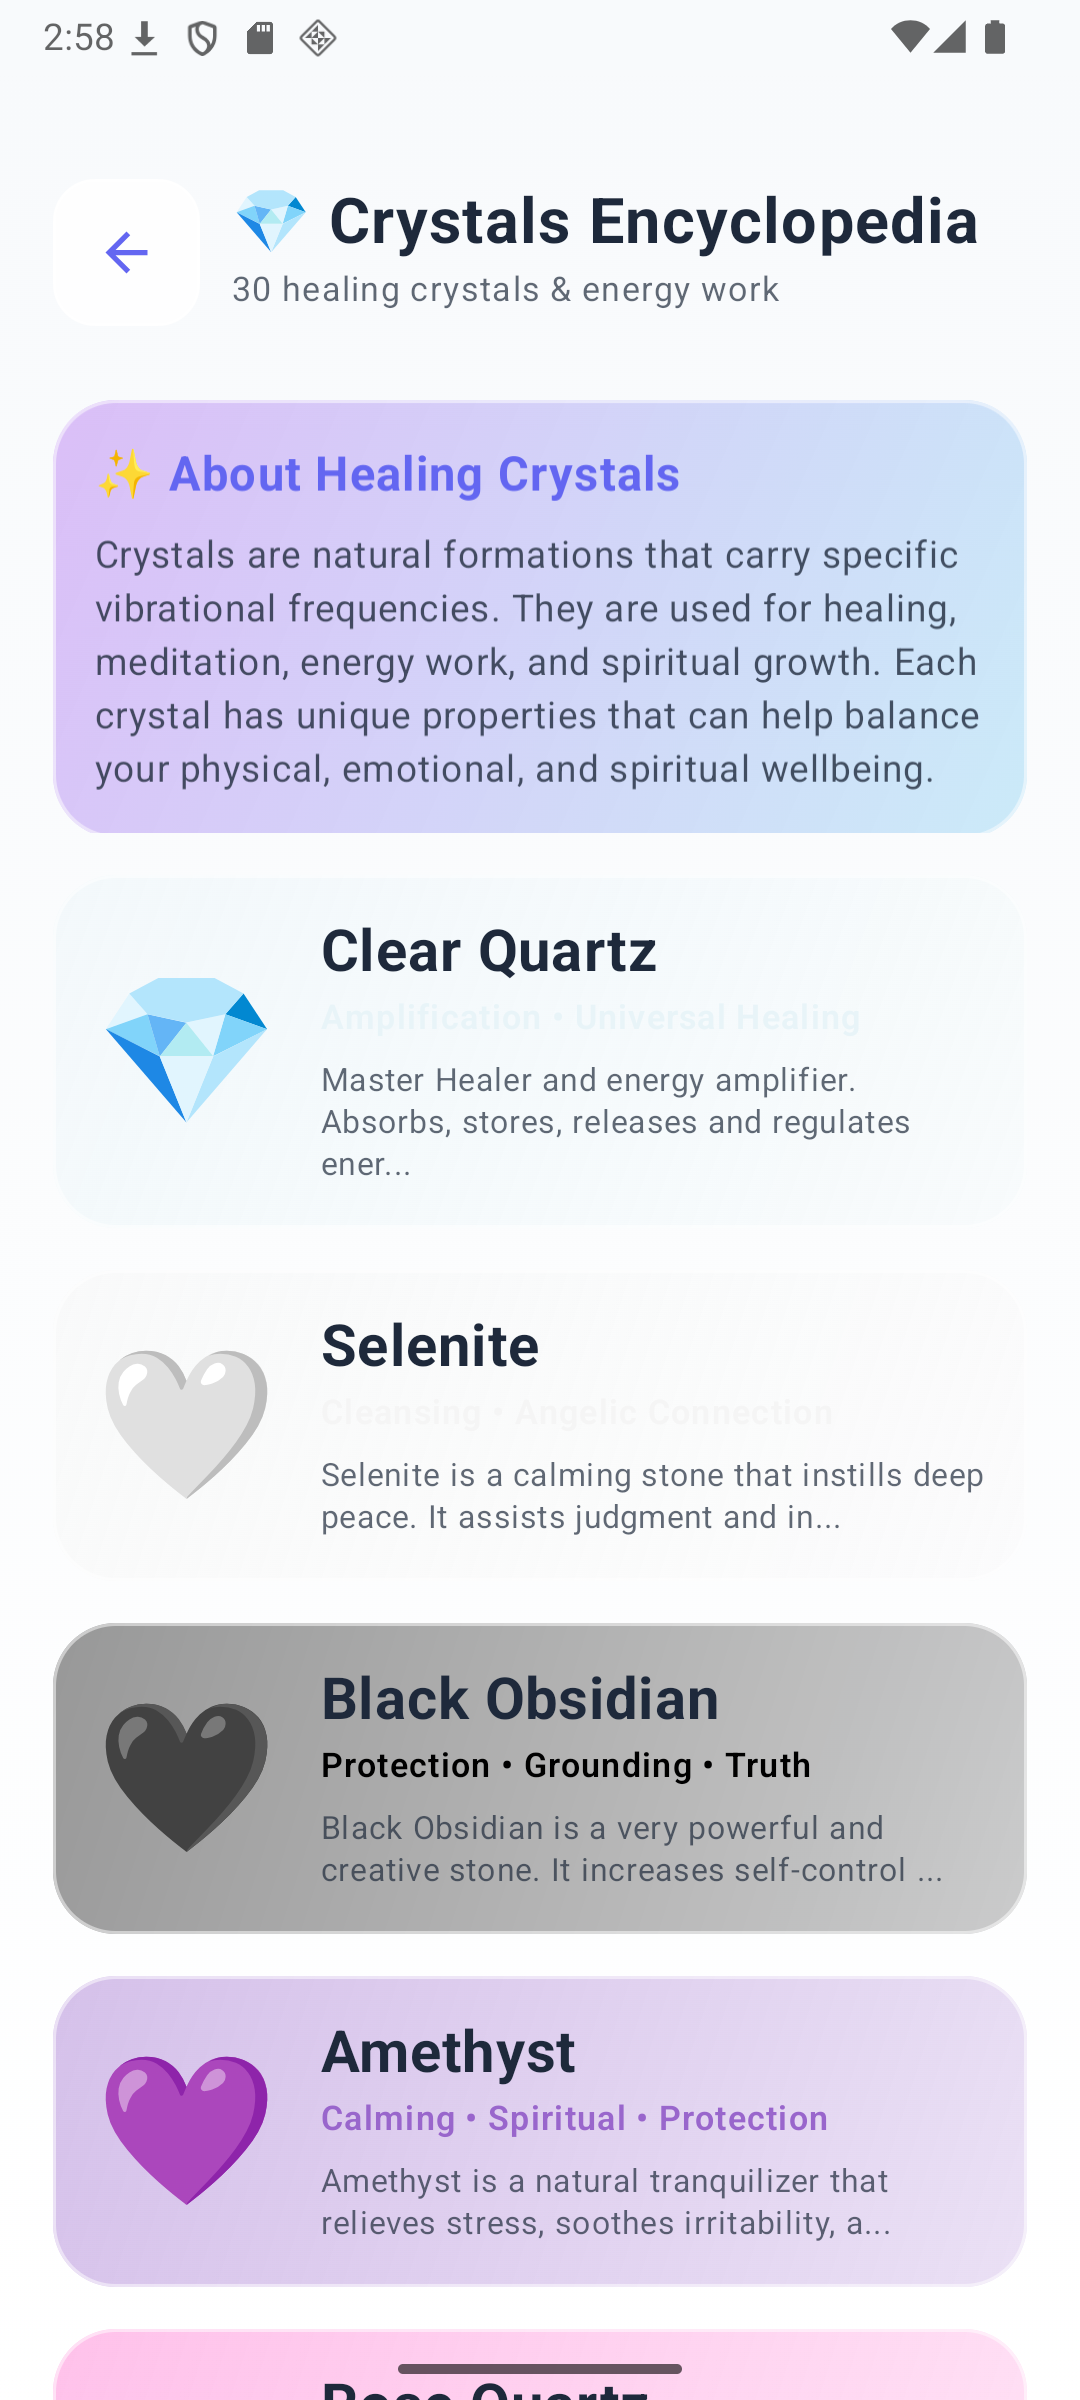 2:58
💎 Crystals Encyclopedia
30 healing crystals & energy work
✨ About Healing Crystals
Crystals are natural formations that carry specific
vibrational frequencies. They are used for healing,
meditation, energy work, and spiritual growth. Each
crystal has unique properties that can help balance
your physical, emotional, and spiritual wellbeing.
Clear Quartz
Amplification • Universal Healing
Master Healer and energy amplifier.
Absorbs, stores, releases and regulates
ener...
Selenite
Cleansing • Angelic Connection
Selenite is a calming stone that instills deep
peace. It assists judgment and in...
Black Obsidian
Protection • Grounding • Truth
Black Obsidian is a very powerful and
creative stone. It increases self-control ...
Amethyst
Calming • Spiritual • Protection
Amethyst is a natural tranquilizer that
relieves stress, soothes irritability, a...
Rose Quartz